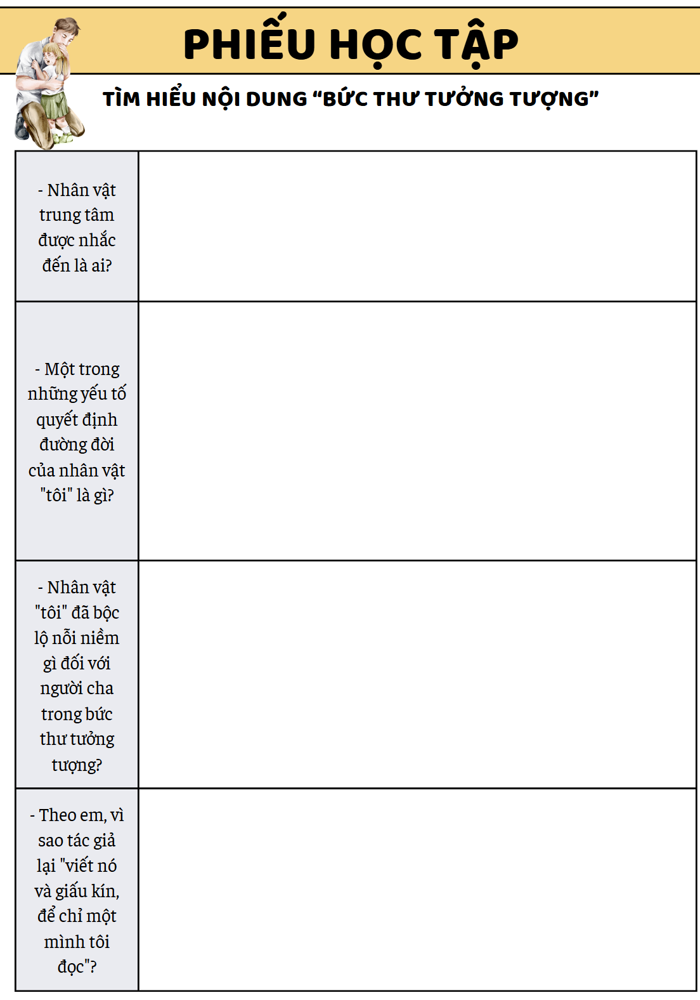 PHIẾU HỌC TẬP
TÌM HIỂU NỘI DUNG “BỨC THƯ TƯỞNG TƯỢNG”
- Nhân vật
trung tâm
được nhắc
đến là ai?
- Một trong
những yếu tố
quyết định
đường đời
của nhân vật
"tôi" là gì?
- Nhân vật
"tôi" đã bộc
lộ nỗi niềm
gì đối với
người cha
trong bức
thư tưởng
tượng?
- Theo em, vì
sao tác giả
lại "viết nó
và giấu kín,
để chỉ một
mình tôi
đọc"?